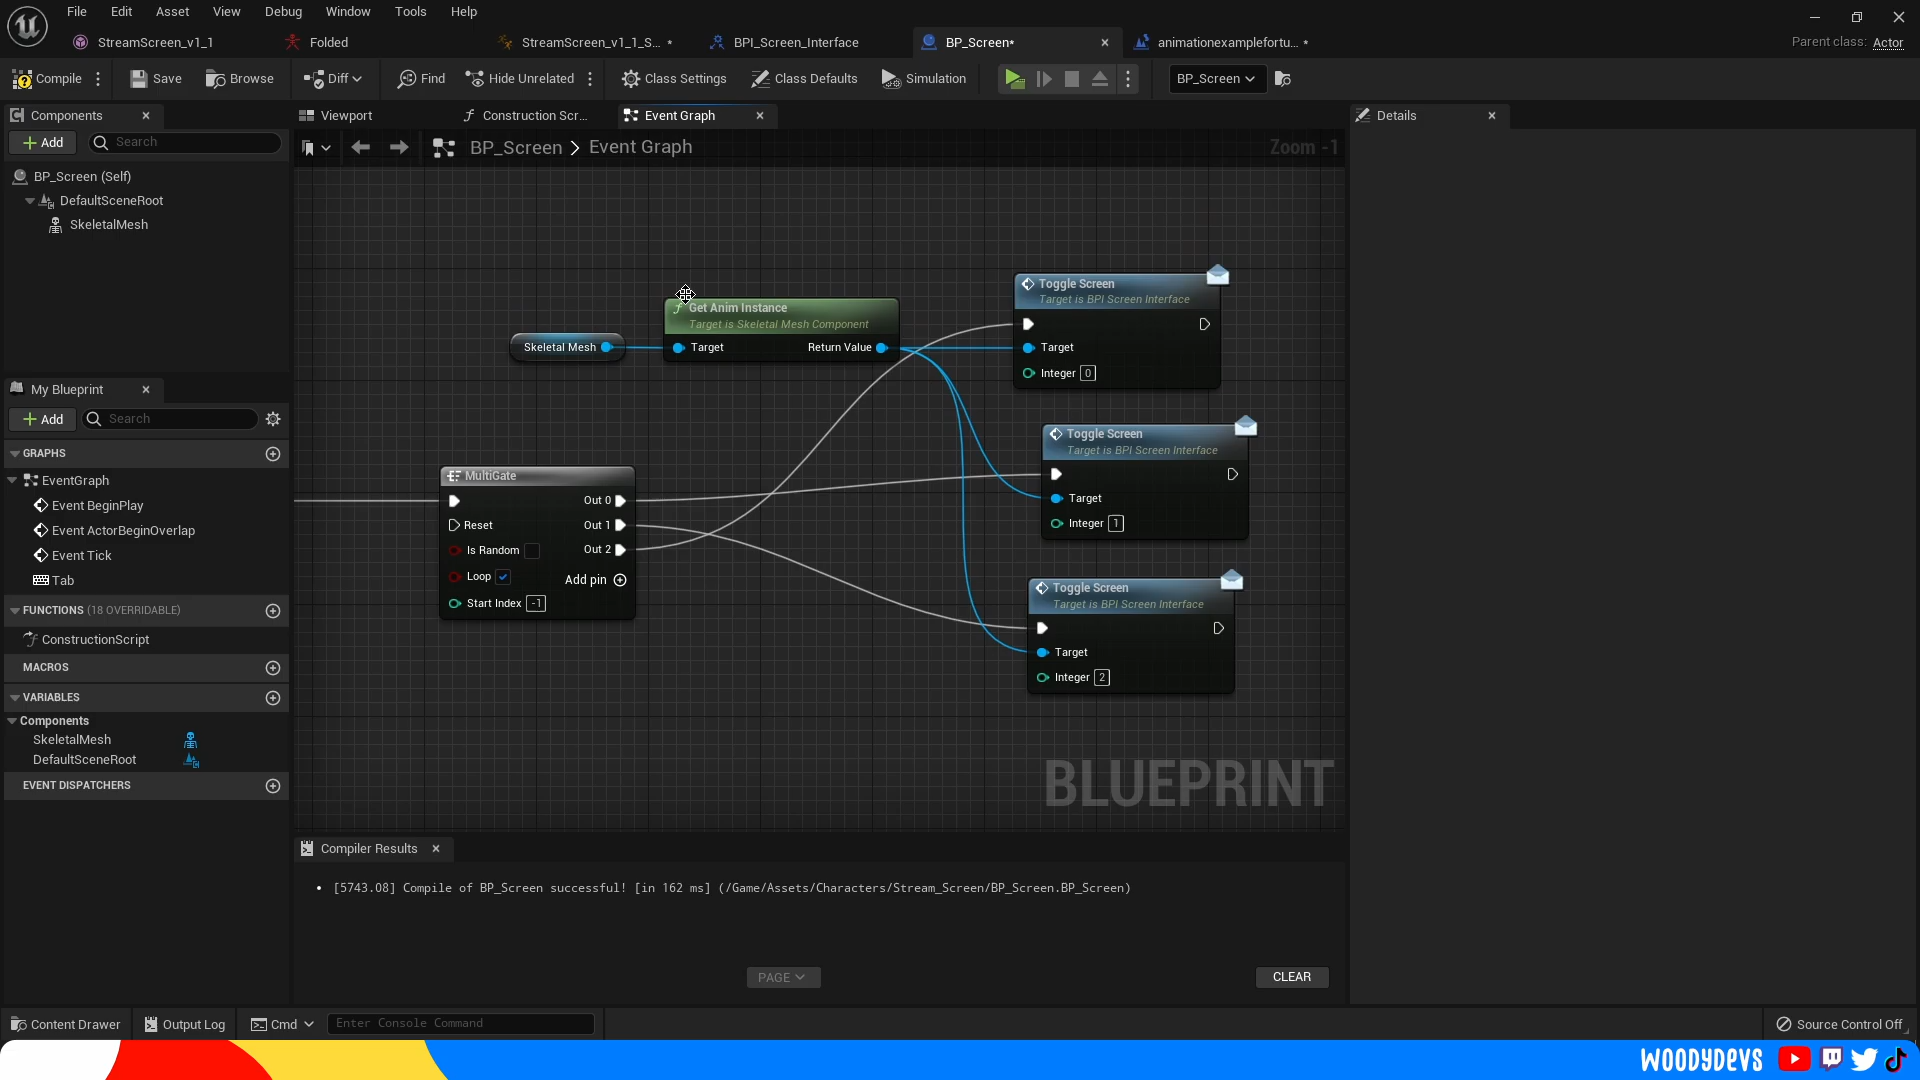 File Edit Asset View Debug Window Tools Help
StreamScreen_v1_1 Folded StreamScreen_v1_1_S... * BPI_Screen_Interface BP_Screen* animationexamplefortu... * Parent class: Actor
Compile Save Browse Diff Find Hide Unrelated Class Settings Class Defaults Simulation BP_Screen
Components Viewport Construction Scr... Event Graph Details
Add Search
BP_Screen > Event Graph Zoom -1
BP_Screen (Self)
DefaultSceneRoot
SkeletalMesh
My Blueprint
Add Search
GRAPHS
EventGraph
Event BeginPlay
Event ActorBeginOverlap
Event Tick
Tab
FUNCTIONS (18 OVERRIDABLE)
ConstructionScript
MACROS
VARIABLES
Components
SkeletalMesh
DefaultSceneRoot
EVENT DISPATCHERS
Skeletal Mesh
Get Anim Instance
Target is Skeletal Mesh Component
Target Return Value
MultiGate
Out 0
Reset Out 1
Is Random Out 2
Loop Add pin
Start Index -1
Toggle Screen
Target is BPI Screen Interface
Target
Integer 0
Toggle Screen
Target is BPI Screen Interface
Target
Integer 1
Toggle Screen
Target is BPI Screen Interface
Target
Integer 2
BLUEPRINT
Compiler Results
• [5743.08] Compile of BP_Screen successful! [in 162 ms] (/Game/Assets/Characters/Stream_Screen/BP_Screen.BP_Screen)
PAGE CLEAR
Content Drawer Output Log Cmd Enter Console Command Source Control Off
WOODYDEVS